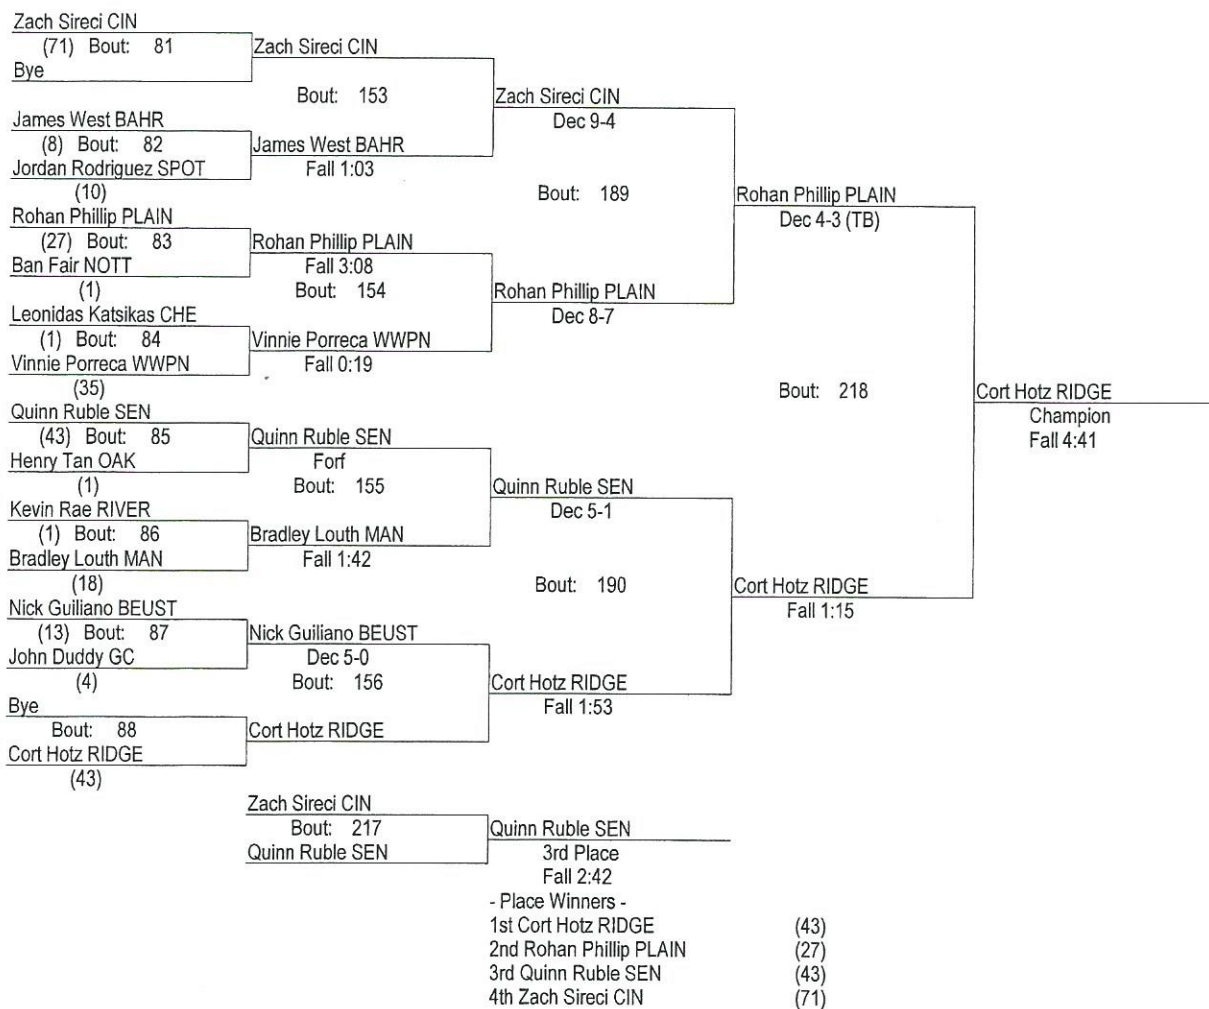 Zach Sireci CIN
(71) Bout: 81
Bye
Zach Sireci CIN
Bout: 153
James West BAHR
(8) Bout: 82
Jordan Rodriguez SPOT
(10)
James West BAHR
Fall 1:03
Zach Sireci CIN
Dec 9-4
Bout: 189
Rohan Phillip PLAIN
(27) Bout: 83
Ban Fair NOTT
(1)
Rohan Phillip PLAIN
Fall 3:08
Bout: 154
Leonidas Katsikas CHE
(1) Bout: 84
Vinnie Porreca WWPN
(35)
Vinnie Porreca WWPN
Fall 0:19
Rohan Phillip PLAIN
Dec 8-7
Rohan Phillip PLAIN
Dec 4-3 (TB)
Bout: 218
Quinn Ruble SEN
(43) Bout: 85
Henry Tan OAK
(1)
Quinn Ruble SEN
Forf
Bout: 155
Kevin Rae RIVER
(1) Bout: 86
Bradley Louth MAN
(18)
Bradley Louth MAN
Fall 1:42
Quinn Ruble SEN
Dec 5-1
Bout: 190
Nick Guiliano BEUST
(13) Bout: 87
John Duddy GC
(4)
Nick Guiliano BEUST
Dec 5-0
Bout: 156
Bye
Bout: 88
Cort Hotz RIDGE
(43)
Cort Hotz RIDGE
Cort Hotz RIDGE
Fall 1:53
Cort Hotz RIDGE
Fall 1:15
Cort Hotz RIDGE
Champion
Fall 4:41
Zach Sireci CIN
Bout: 217
Quinn Ruble SEN
Quinn Ruble SEN
3rd Place
Fall 2:42
- Place Winners -
1st Cort Hotz RIDGE (43)
2nd Rohan Phillip PLAIN (27)
3rd Quinn Ruble SEN (43)
4th Zach Sireci CIN (71)